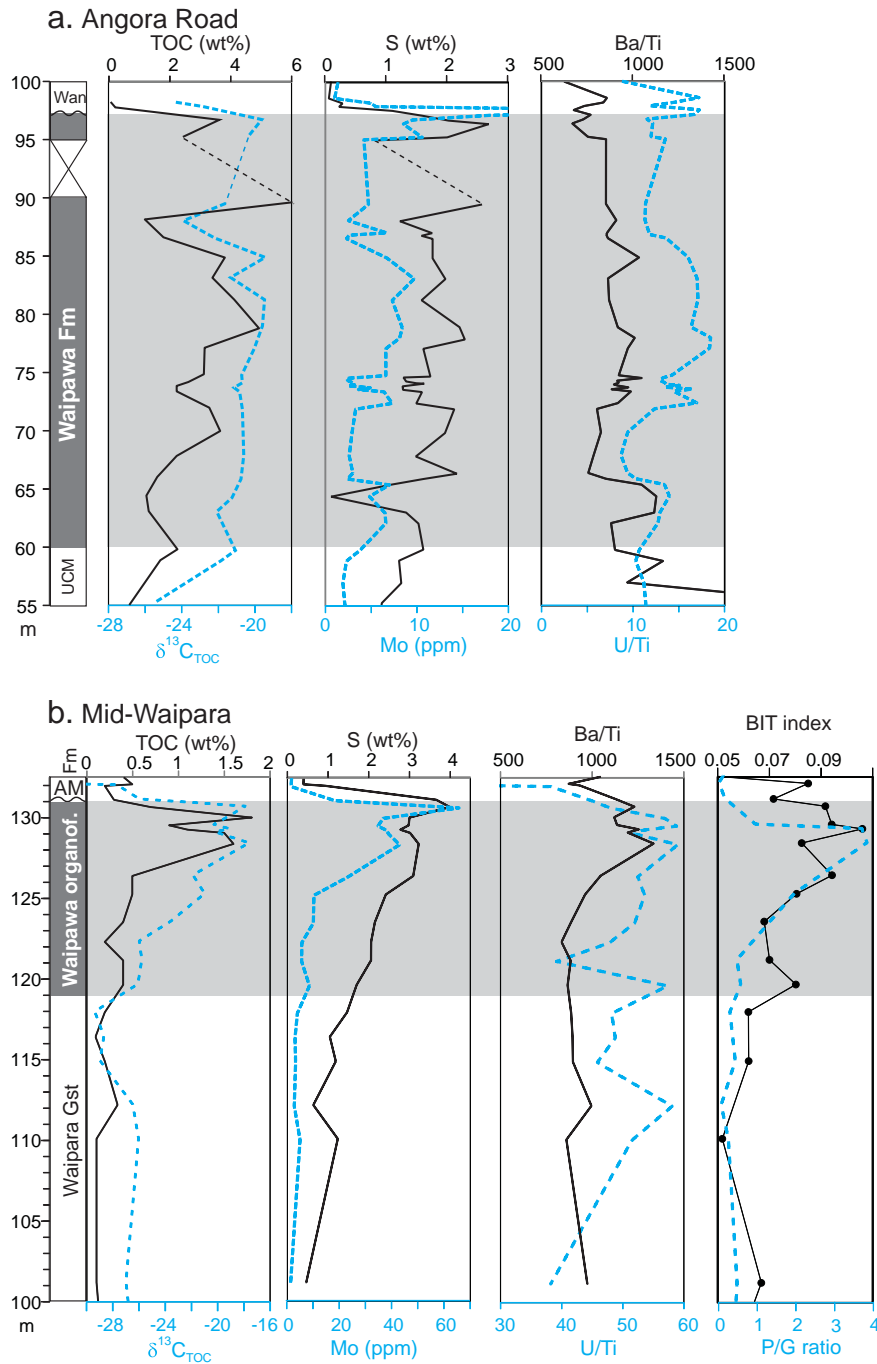 a. Angora Road
TOC (wt%) S (wt%) Ba/Ti
0 2 4 6 0 1 2 3 500 1000 1500
100
95
90
85
80
75
70
65
60
55
m
Wan
Waipawa Fm
UCM
-28 -24 -20 0 10 20 0 10 20
δ13CTOC Mo (ppm) U/Ti
b. Mid-Waipara
TOC (wt%) S (wt%) Ba/Ti BIT index
Fm 0 0.5 1 1.5 2 0 1 2 3 4 500 1000 1500 0.05 0.07 0.09
AM
Waipawa organof.
Waipara Gst
130
125
120
115
110
105
100
m
-28 -24 -20 -16 0 20 40 60 30 40 50 60 0 1 2 3 4
δ13CTOC Mo (ppm) U/Ti P/G ratio